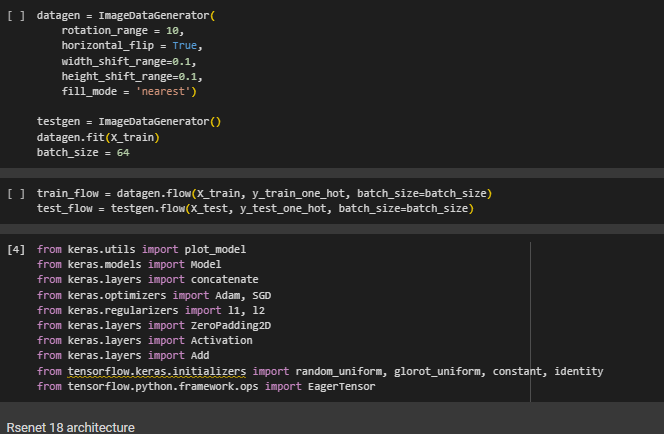 [ ] datagen = ImageDataGenerator(
rotation_range = 10,
horizontal_flip = True,
width_shift_range=0.1,
height_shift_range=0.1,
fill_mode = 'nearest')
testgen = ImageDataGenerator()
datagen.fit(X_train)
batch_size = 64
[ ] train_flow = datagen.flow(X_train, y_train_one_hot, batch_size=batch_size)
test_flow = testgen.flow(X_test, y_test_one_hot, batch_size=batch_size)
[4] from keras.utils import plot_model
from keras.models import Model
from keras.layers import concatenate
from keras.optimizers import Adam, SGD
from keras.regularizers import l1, l2
from keras.layers import ZeroPadding2D
from keras.layers import Activation
from keras.layers import Add
from tensorflow.keras.initializers import random_uniform, glorot_uniform, constant, identity
from tensorflow.python.framework.ops import EagerTensor
Rsenet 18 architecture